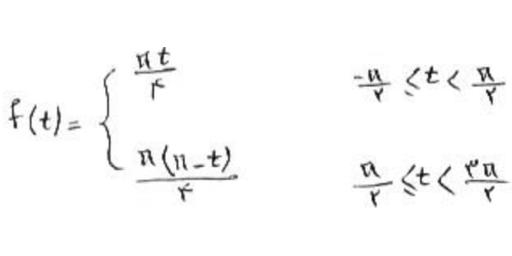 f(t) = { πt/۴    -π/۲ ≤ t < π/۲
π(π-t)/۴    π/۲ ≤ t < ۳π/۲